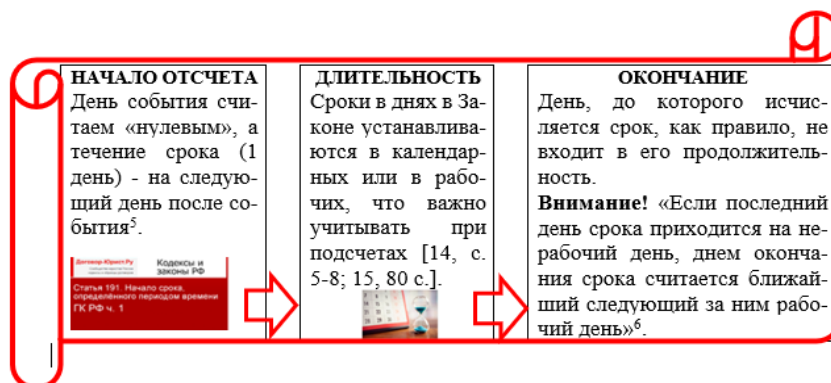 НАЧАЛО ОТСЧЕТА
День события счи-
таем «нулевым», а
течение срока (1
день) - на следую-
щий день после со-
бытия⁵.
Договор-Юрист.Ру
Кодексы и
законы РФ
Статья 191. Начало срока,
определённого периодом времени
ГК РФ ч. 1
ДЛИТЕЛЬНОСТЬ
Сроки в днях в За-
коне устанавлива-
ются в календар-
ных или в рабо-
чих, что важно
учитывать при
подсчетах [14, с.
5-8; 15, 80 с.].
ОКОНЧАНИЕ
День, до которого исчис-
ляется срок, как правило, не
входит в его продолжитель-
ность.
Внимание! «Если последний
день срока приходится на не-
рабочий день, днем оконча-
ния срока считается ближай-
ший следующий за ним рабо-
чий день»⁶.